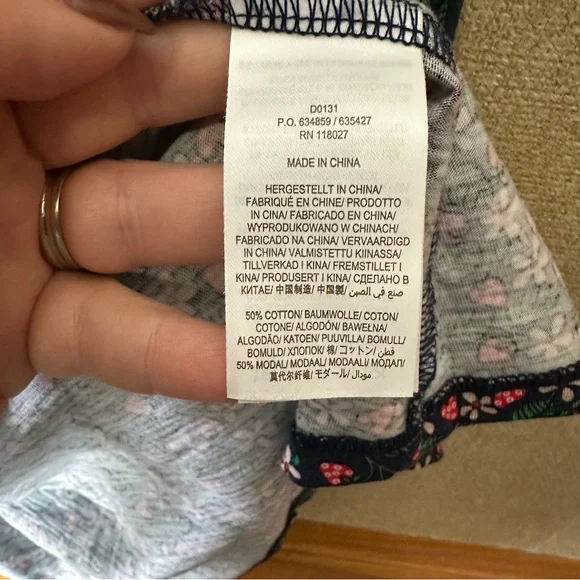 D0131
P.O. 634859 / 635427
RN 118027
MADE IN CHINA
HERGESTELLT IN CHINA/
FABRIQUÉ EN CHINE/ PRODOTTO
IN CINA/ FABRICADO EN CHINA/
WYPRODUKOWANO W CHINACH/
FABRICADO NA CHINA/ VERVAARDIGD
IN CHINA/ VALMISTETTU KIINASSA/
TILLVERKAD I KINA/ FREMSTILLET I
KINA/ PRODUSERT I KINA/ СДЕЛАНО В
КИТАЕ/ 中国制造/ 中国製/ صنع في الصين
50% COTTON/ BAUMWOLLE/ COTON/
COTONE/ ALGODÓN/ BAWEŁNA/
ALGODÃO/ KATOEN/ PUUVILLA/ BOMULL/
BOMULD/ ХЛОПОК/ 棉/ コットン/ قطن
50% MODAL/ MODAAL/ MODAALI/ МОДАЛ/
莫代尔纤维/ モダール/ مودال